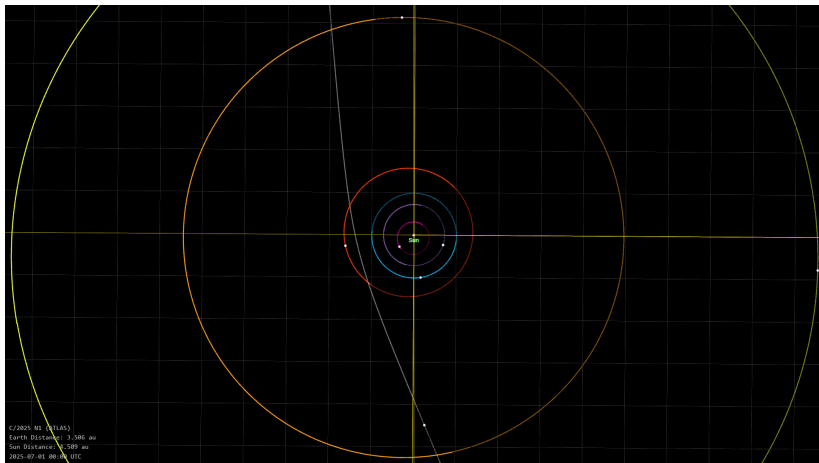 Sun
C/2025 N1 (ATLAS)
Earth Distance: 3.506 au
Sun Distance: 4.509 au
2025-07-01 00:00 UTC